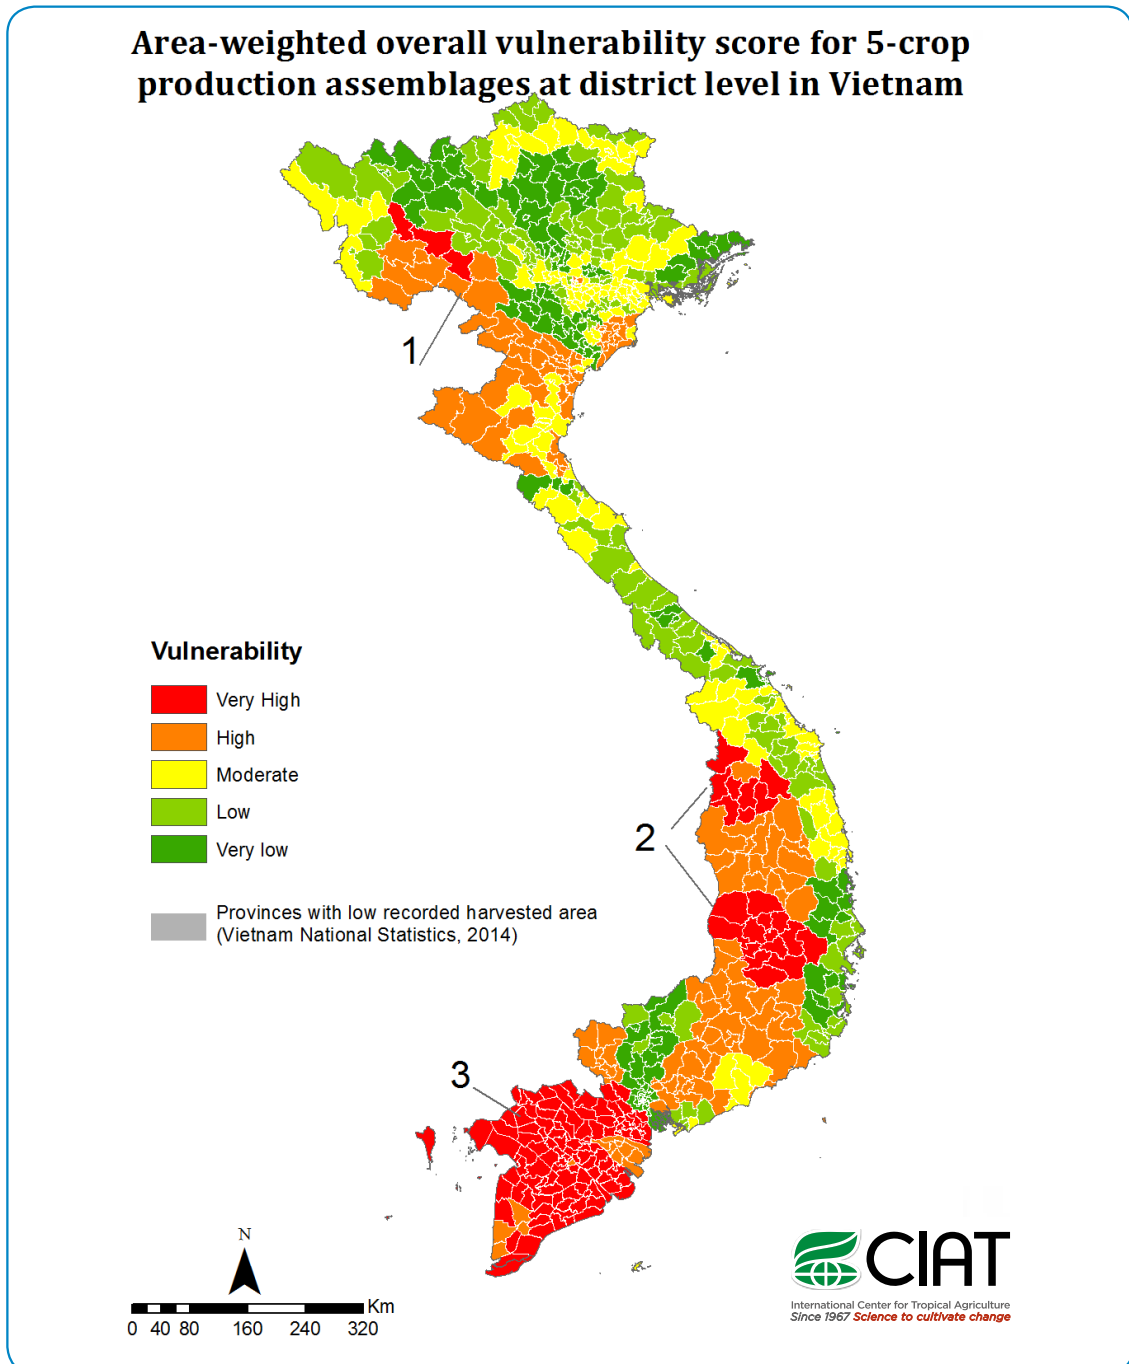 Area-weighted overall vulnerability score for 5-crop
production assemblages at district level in Vietnam
1
Vulnerability
Very High
High
Moderate
Low
Very low
Provinces with low recorded harvested area
(Vietnam National Statistics, 2014)
2
3
N
Km
0 40 80 160 240 320
CIAT
International Center for Tropical Agriculture
Since 1967 Science to cultivate change